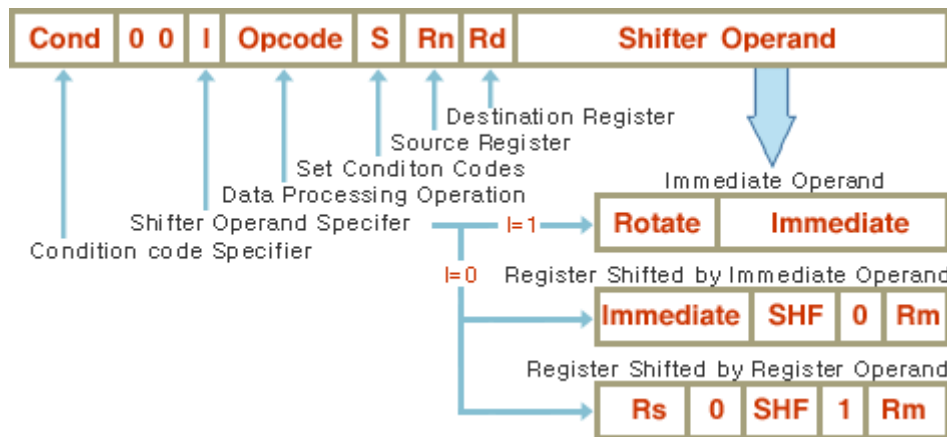 Cond 0 0 I Opcode S Rn Rd Shifter Operand
Destination Register
Source Register
Set Conditon Codes
Data Processing Operation
Shifter Operand Specifer
Condition code Specifier
I=1
I=0
Immediate Operand
Rotate Immediate
Register Shifted by Immediate Operand
Immediate SHF 0 Rm
Register Shifted by Register Operand
Rs 0 SHF 1 Rm